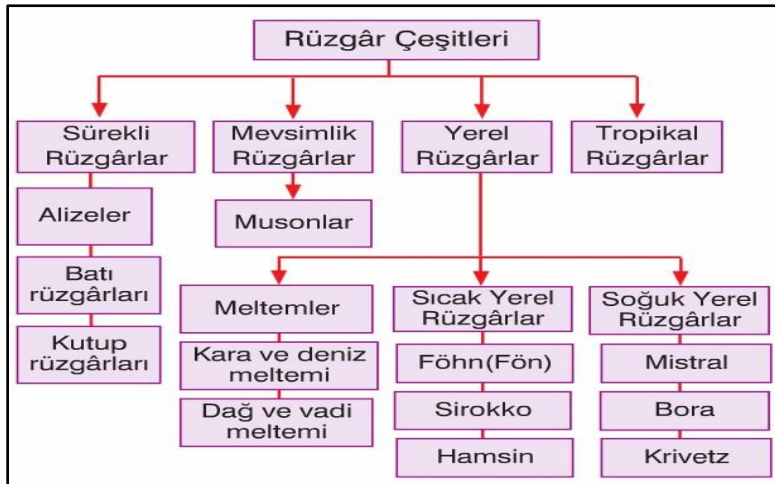 Rüzgâr Çeşitleri
Sürekli
Rüzgârlar
Mevsimlik
Rüzgârlar
Yerel
Rüzgârlar
Tropikal
Rüzgârlar
Alizeler
Batı
rüzgârları
Kutup
rüzgârları
Musonlar
Meltemler
Kara ve deniz
meltemi
Dağ ve vadi
meltemi
Sıcak Yerel
Rüzgârlar
Föhn(Fön)
Sirokko
Hamsin
Soğuk Yerel
Rüzgârlar
Mistral
Bora
Krivetz